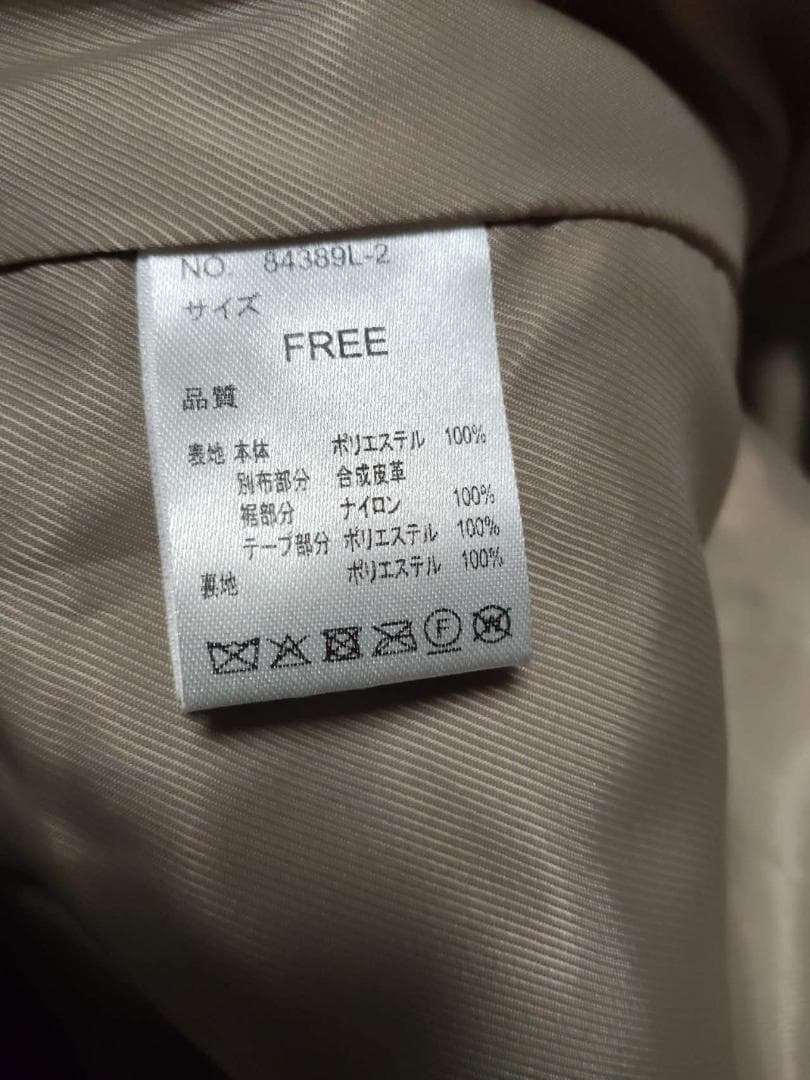 NO. 84389L-2
サイズ
FREE
品質
表地 本体 ポリエステル 100%
別布部分 合成皮革
裾部分 ナイロン 100%
テープ部分 ポリエステル 100%
裏地 ポリエステル 100%
F W